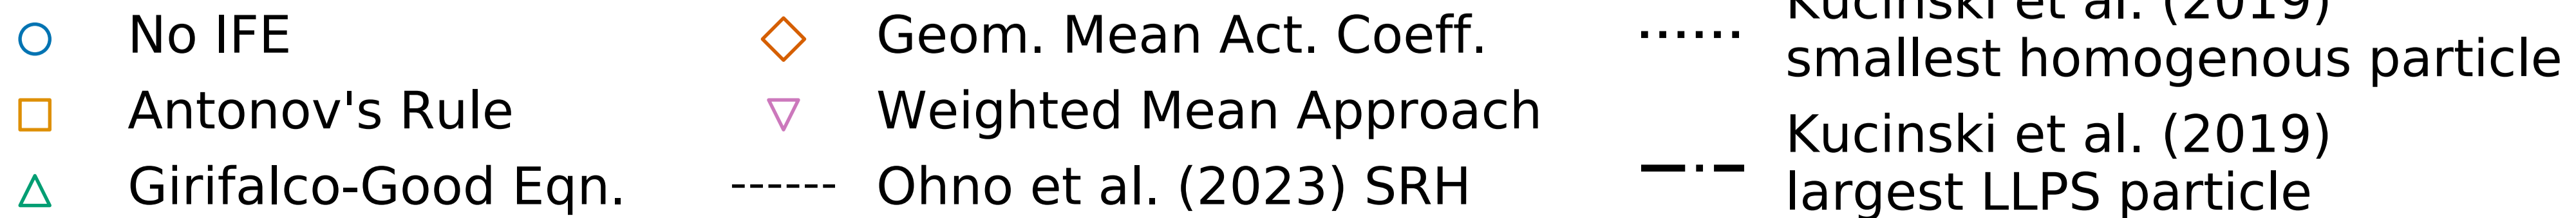 No IFE
Antonov's Rule
Girifalco-Good Eqn.
Geom. Mean Act. Coeff.
Weighted Mean Approach
Ohno et al. (2023) SRH
Kucinski et al. (2019)
smallest homogenous particle
Kucinski et al. (2019)
largest LLPS particle